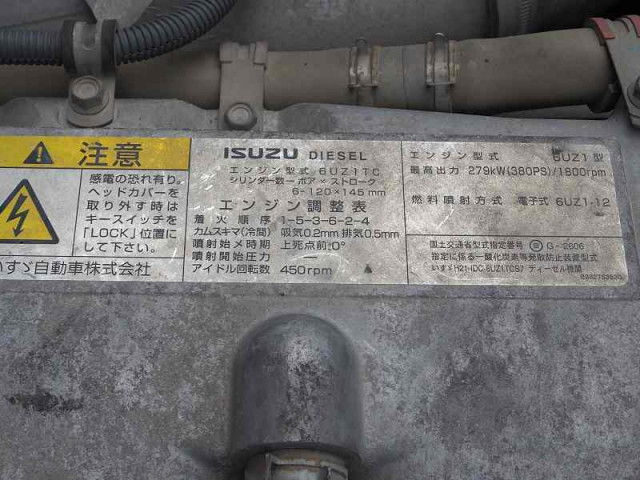 注意
感電の恐れ有り。
ヘッドカバーを
取り外す時は
キースイッチを
「LOCK」位置に
して下さい。
いすゞ自動車株式会社
ISUZU DIESEL
エンジン型式 6UZ1TC
シリンダ数ーボア × ストローク
6-120×145mm
エンジン調整表
着火順序 1-5-3-6-2-4
カムスキマ(冷間) 吸気0.2mm 排気0.5mm
噴射始メ時期 上死点前:0°
噴射開始圧力 —
アイドル回転数 450rpm
エンジン型式 6UZ1型
最高出力 279kW(380PS)/1800rpm
燃料噴射方式 電子式 6UZ1-12
国土交通省型式指定番号 G-2606
指定に係る一酸化炭素等発散防止装置型式
いすゞH21-IDC-6UZ1TCS7 ディーゼル機関